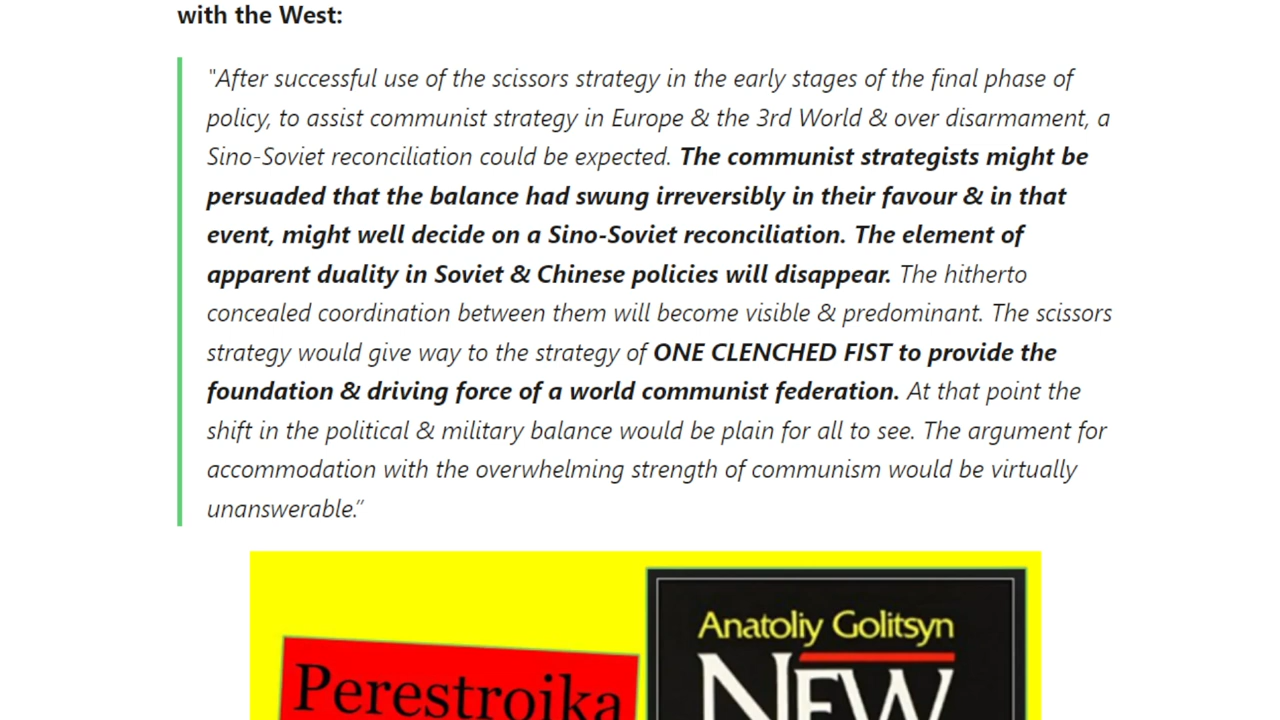 with the West:
"After successful use of the scissors strategy in the early stages of the final phase of
policy, to assist communist strategy in Europe & the 3rd World & over disarmament, a
Sino-Soviet reconciliation could be expected. The communist strategists might be
persuaded that the balance had swung irreversibly in their favour & in that
event, might well decide on a Sino-Soviet reconciliation. The element of
apparent duality in Soviet & Chinese policies will disappear. The hitherto
concealed coordination between them will become visible & predominant. The scissors
strategy would give way to the strategy of ONE CLENCHED FIST to provide the
foundation & driving force of a world communist federation. At that point the
shift in the political & military balance would be plain for all to see. The argument for
accommodation with the overwhelming strength of communism would be virtually
unanswerable.”
Anatoliy Golitsyn
NEW
Perestroika